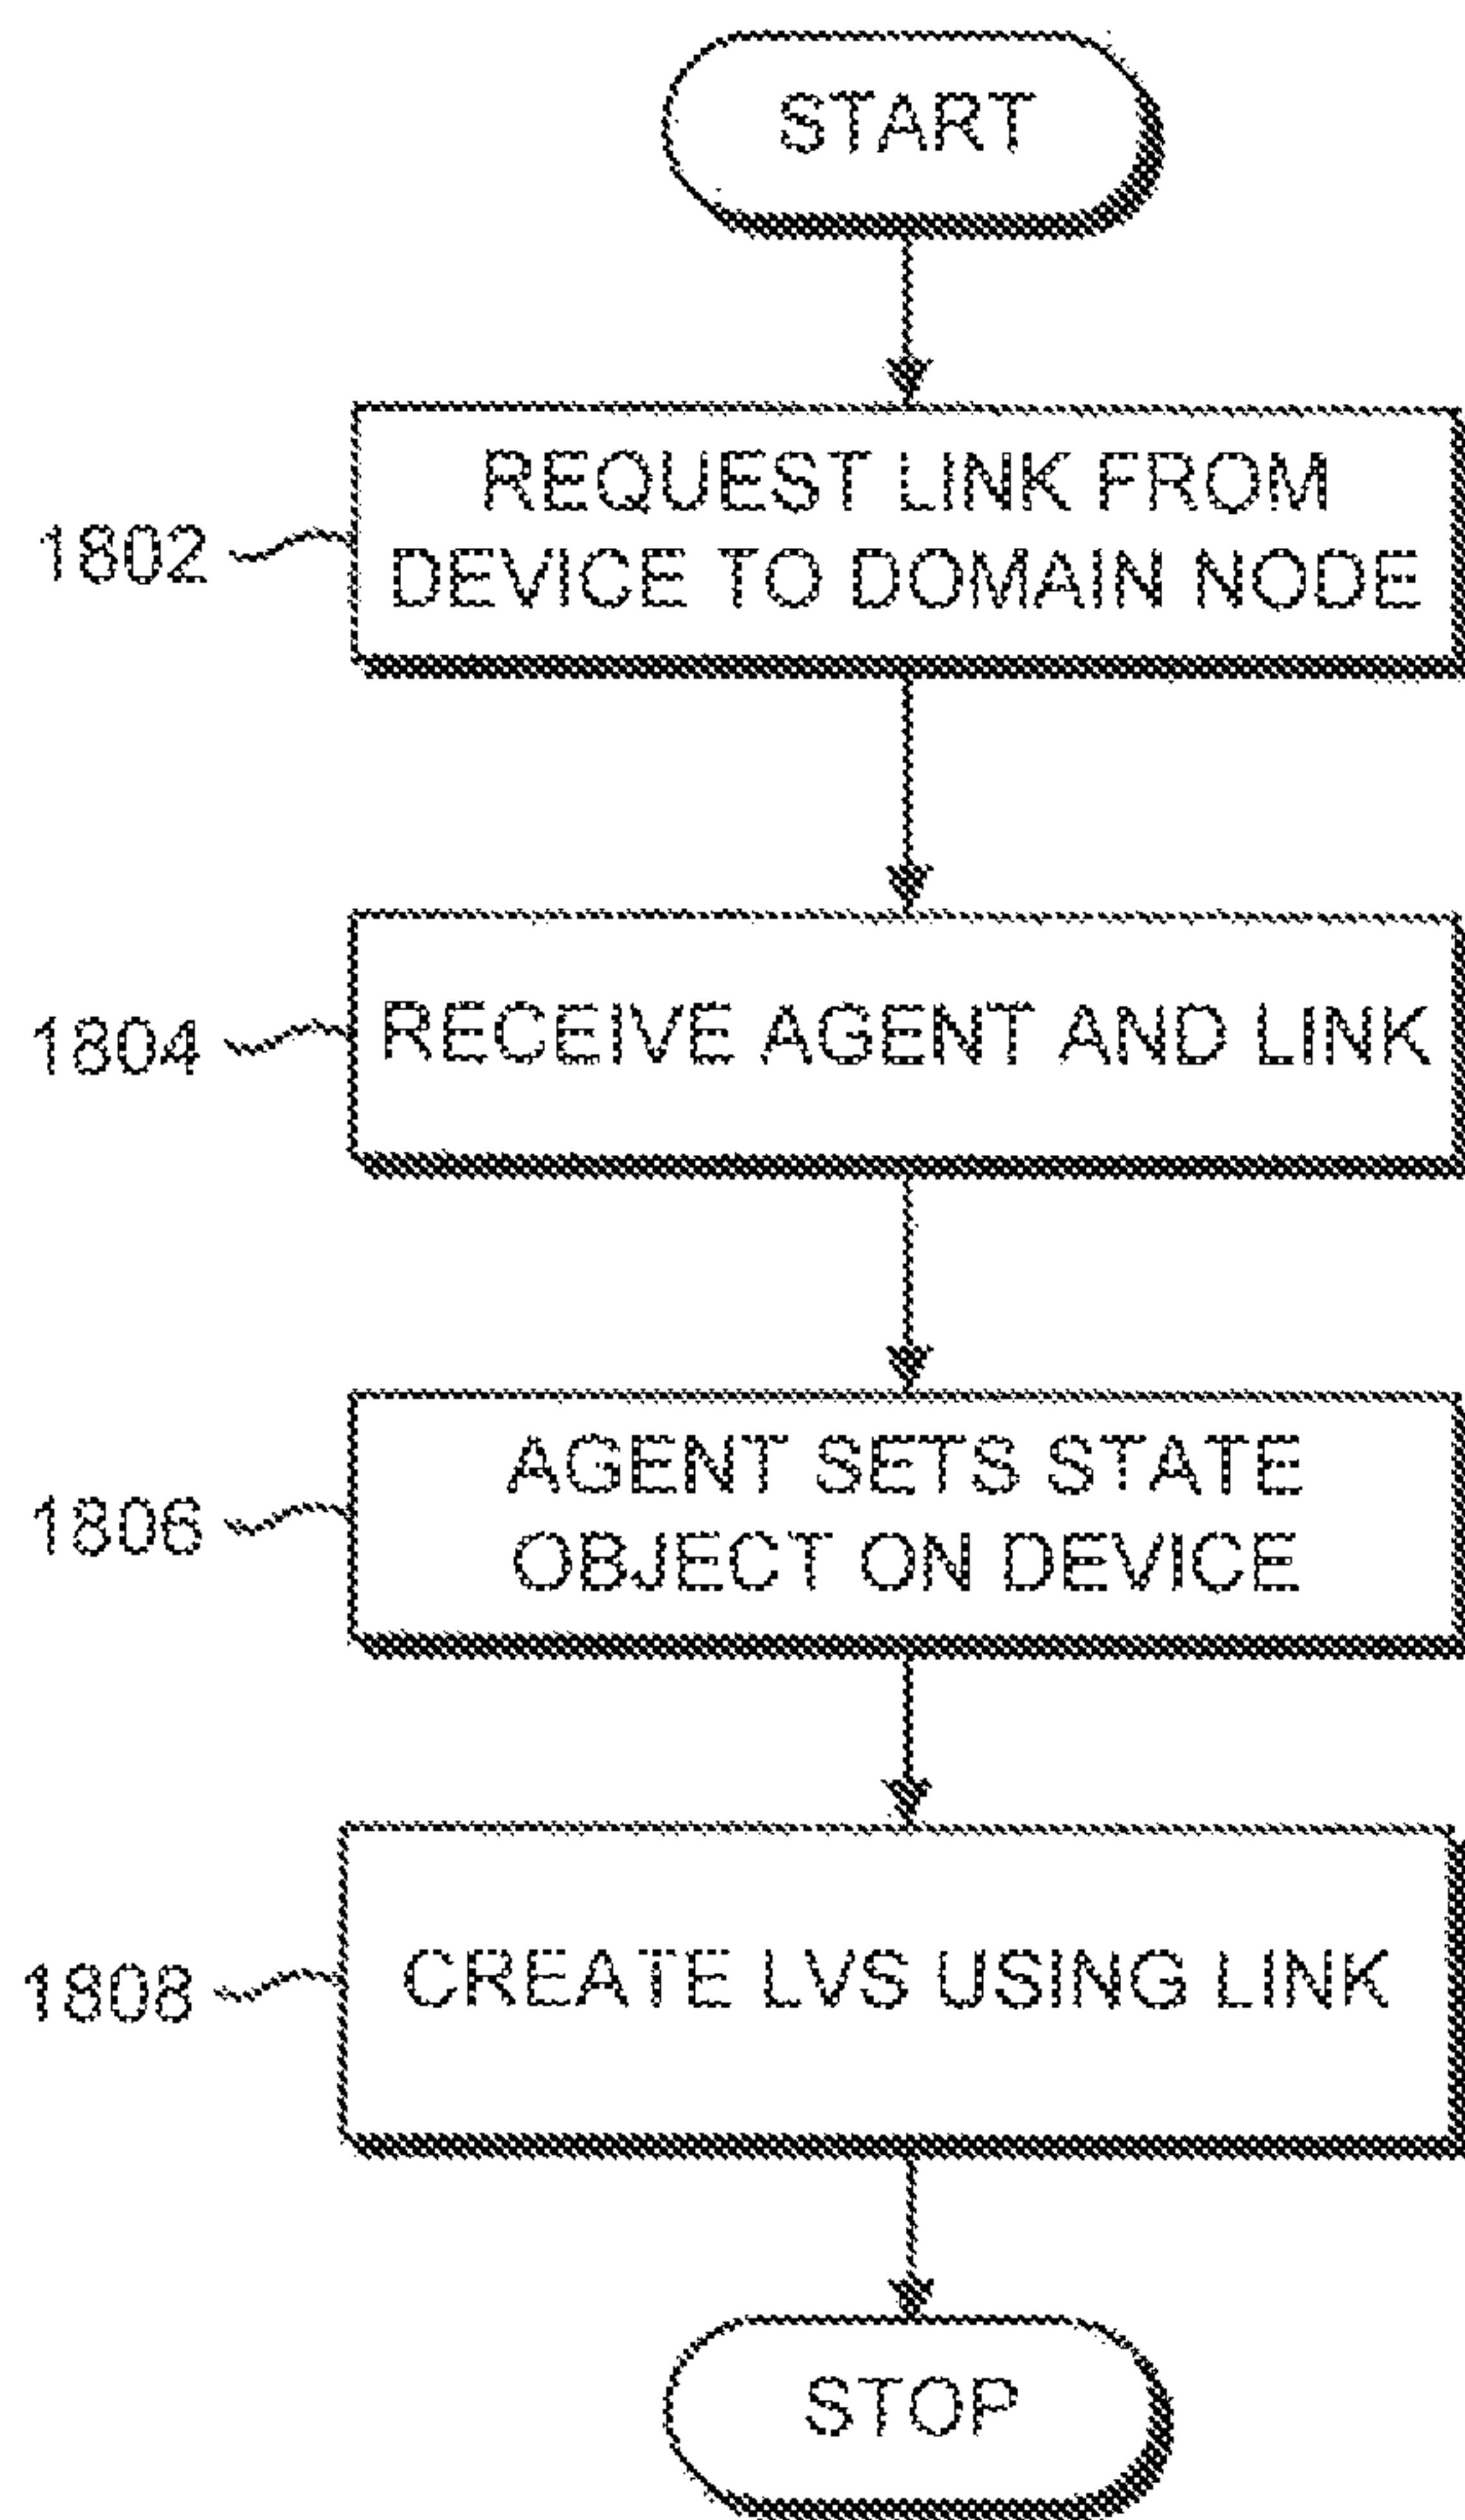 START
1802
REQUEST LINK FROM
DEVICE TO DOMAIN NODE
1804
RECEIVE AGENT AND LINK
1806
AGENT SETS STATE
OBJECT ON DEVICE
1808
CREATE LVS USING LINK
STOP